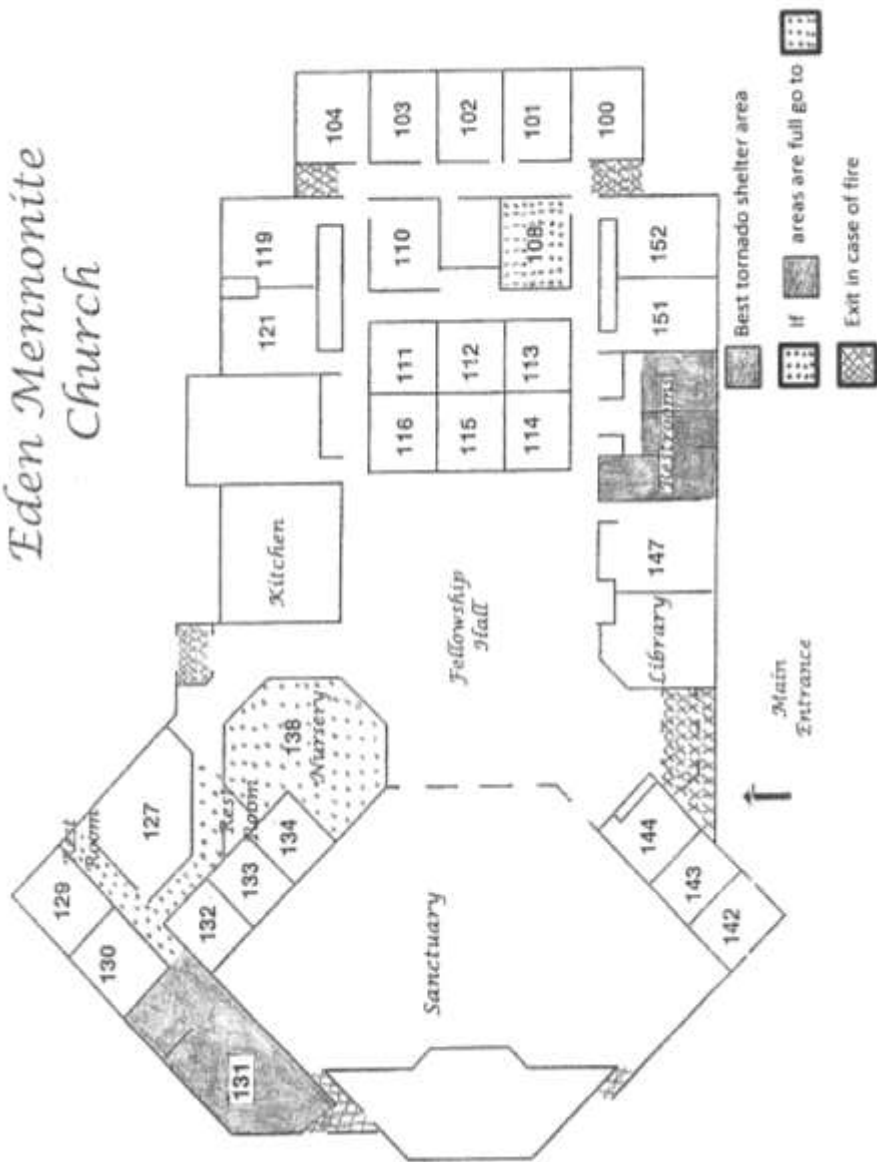 Eden Mennonite
Church
104
103
102
101
100
119
121
110
108
152
151
111
112
113
116
115
114
Restrooms
Kitchen
Fellowship
Hall
147
Library
Main
Entrance
138
Nursery
Rest
Room
127
Rest
Room
129
130
131
132
133
134
144
143
142
Sanctuary
Best tornado shelter area
If areas are full go to
Exit in case of fire